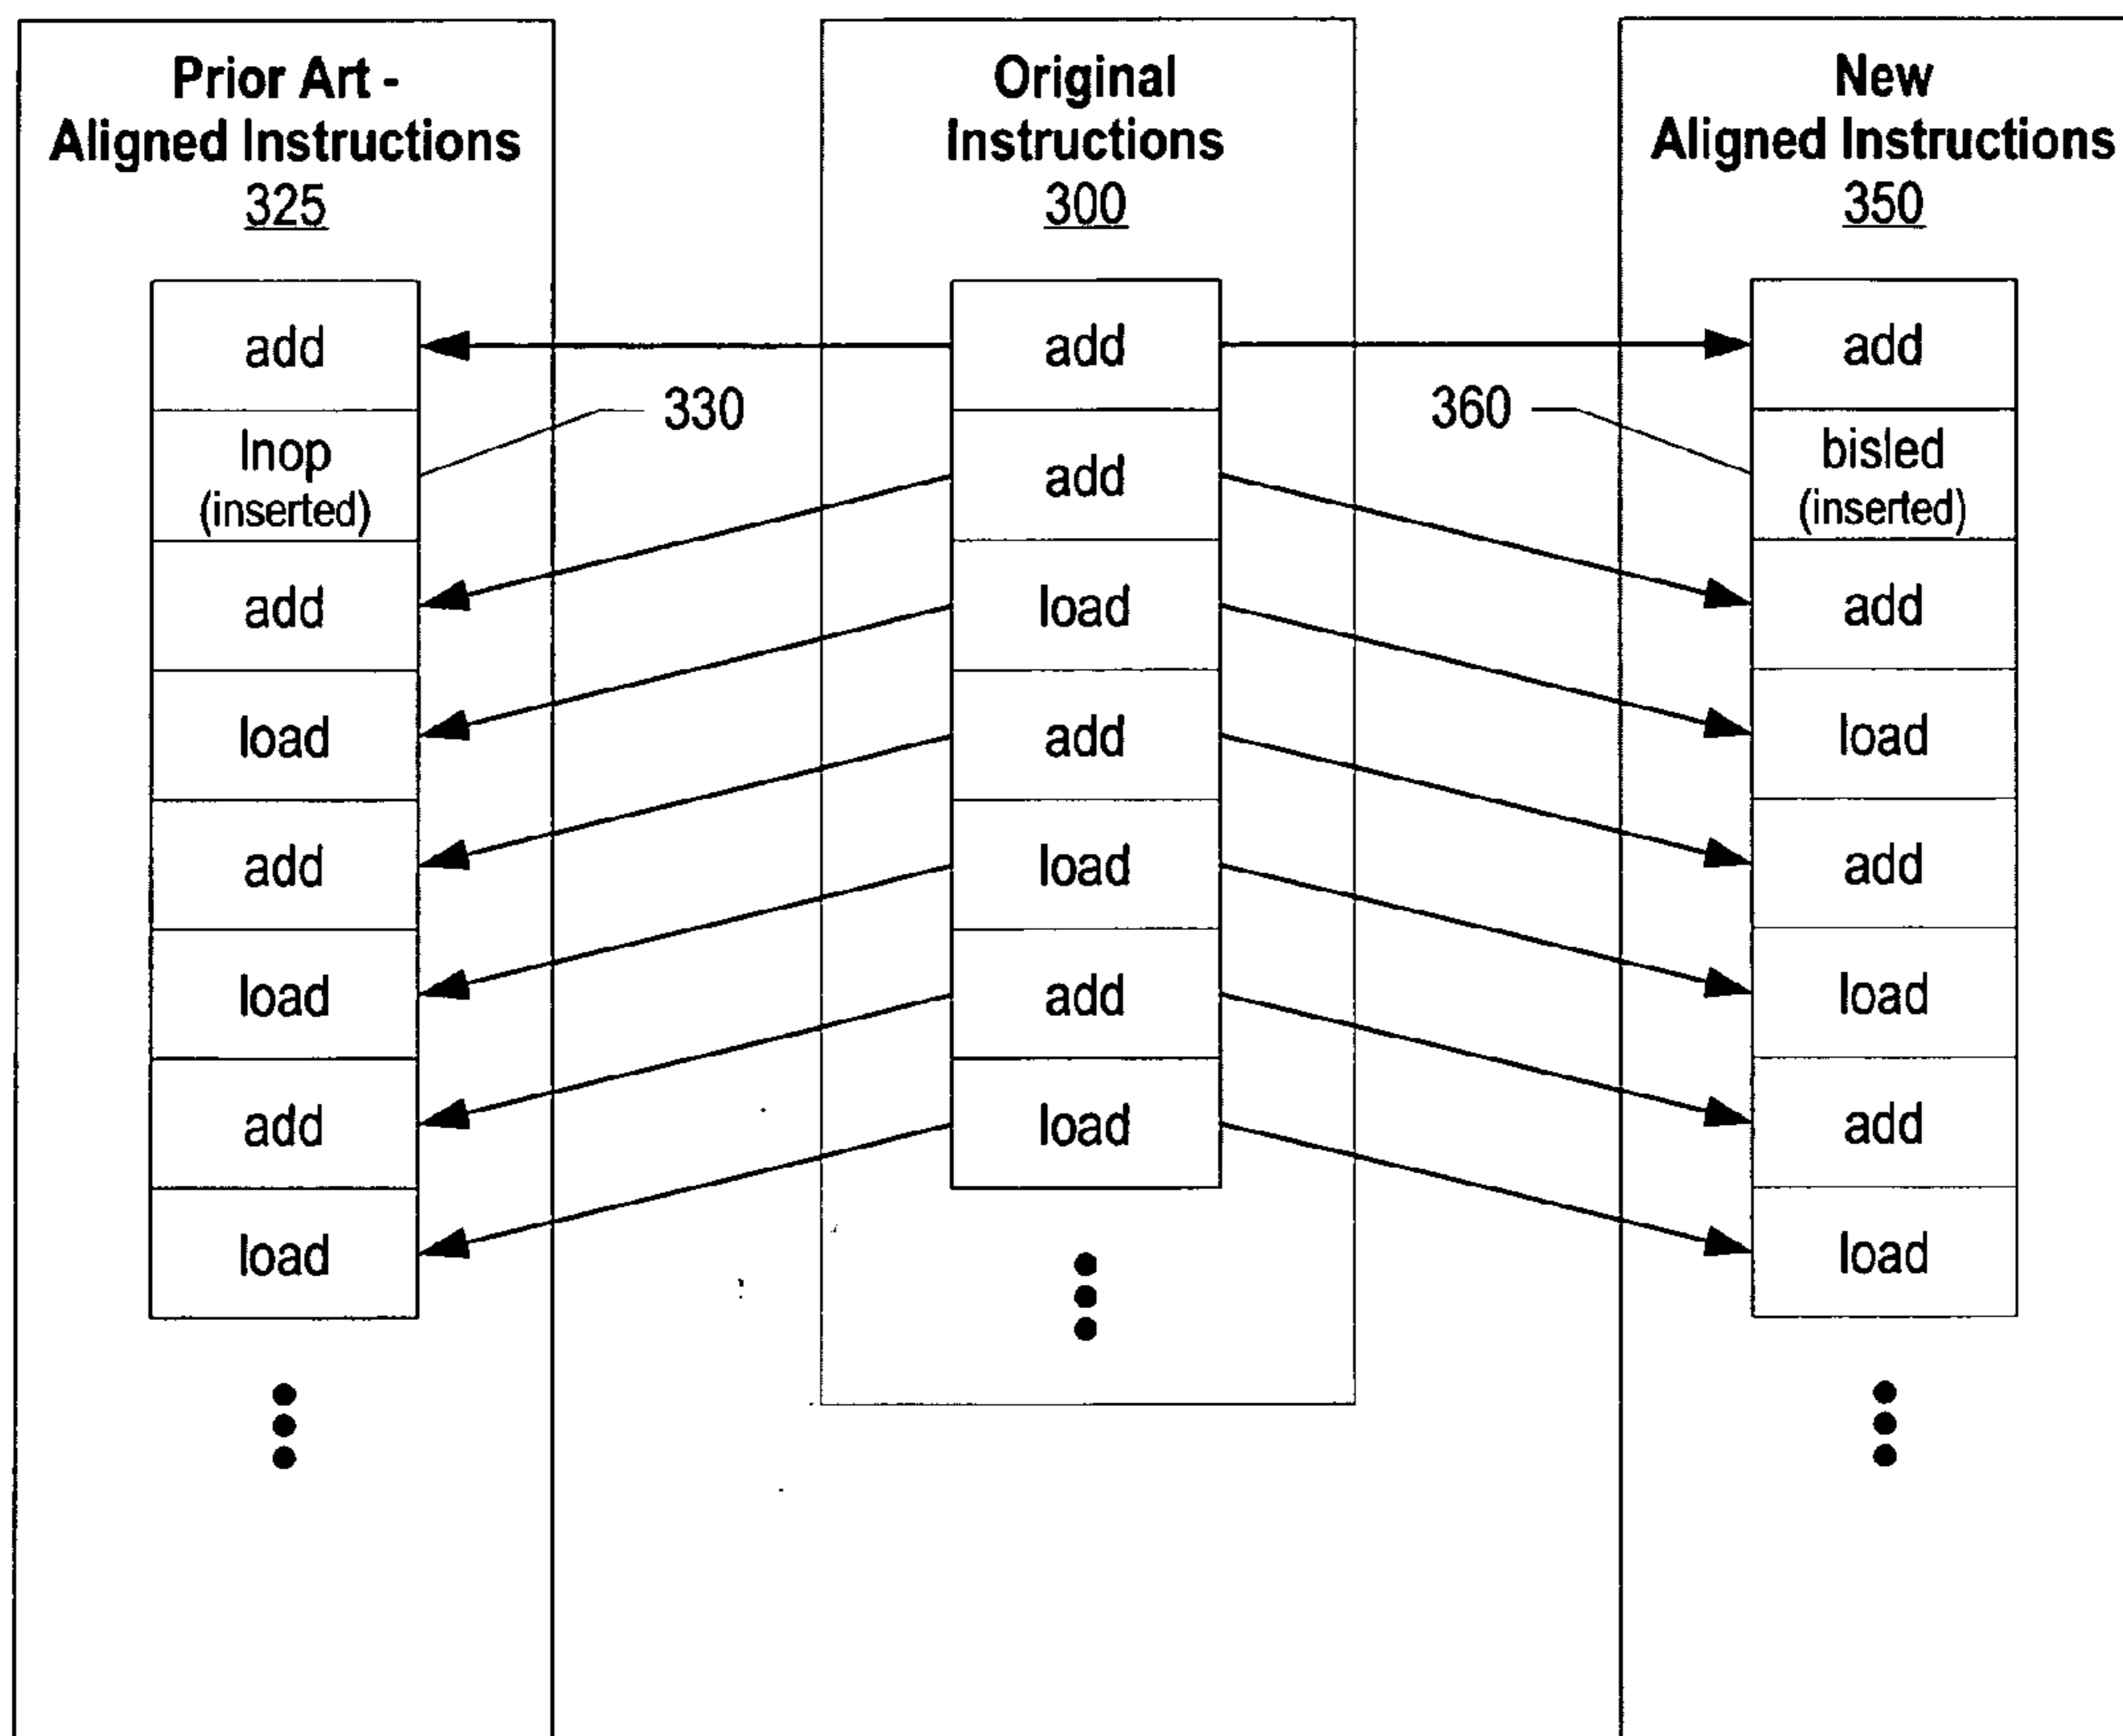 Prior Art -
Aligned Instructions
325
add
lnop
(inserted)
add
load
add
load
add
load
330
Original
Instructions
300
add
add
load
add
load
add
load
360
New
Aligned Instructions
350
add
bisled
(inserted)
add
load
add
load
add
load